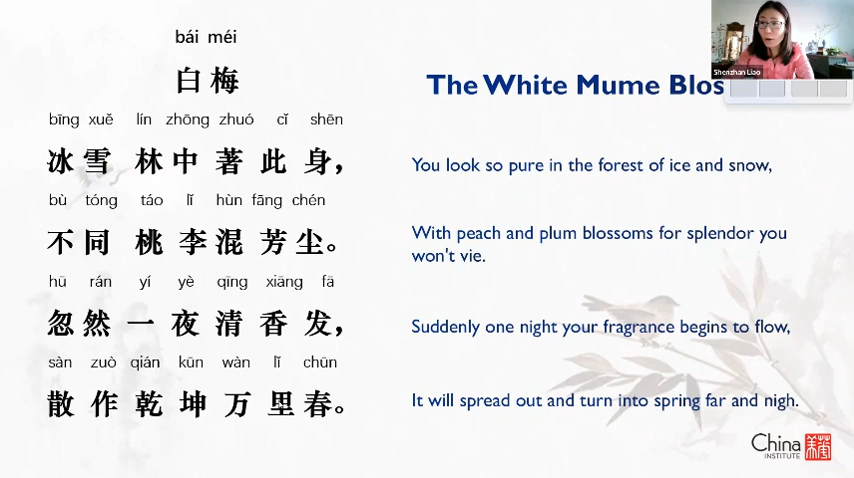 bái méi
白梅
The White Mume Blos
Shenzhan Liao
bīng xuě lín zhōng zhuó cǐ shēn
冰雪林中著此身，
You look so pure in the forest of ice and snow,
bù tóng táo lǐ hùn fāng chén
不同桃李混芳尘。
With peach and plum blossoms for splendor you
won't vie.
hū rán yí yè qīng xiāng fā
忽然一夜清香发，
Suddenly one night your fragrance begins to flow,
sàn zuò qián kūn wàn lǐ chūn
散作乾坤万里春。
It will spread out and turn into spring far and nigh.
China
INSTITUTE